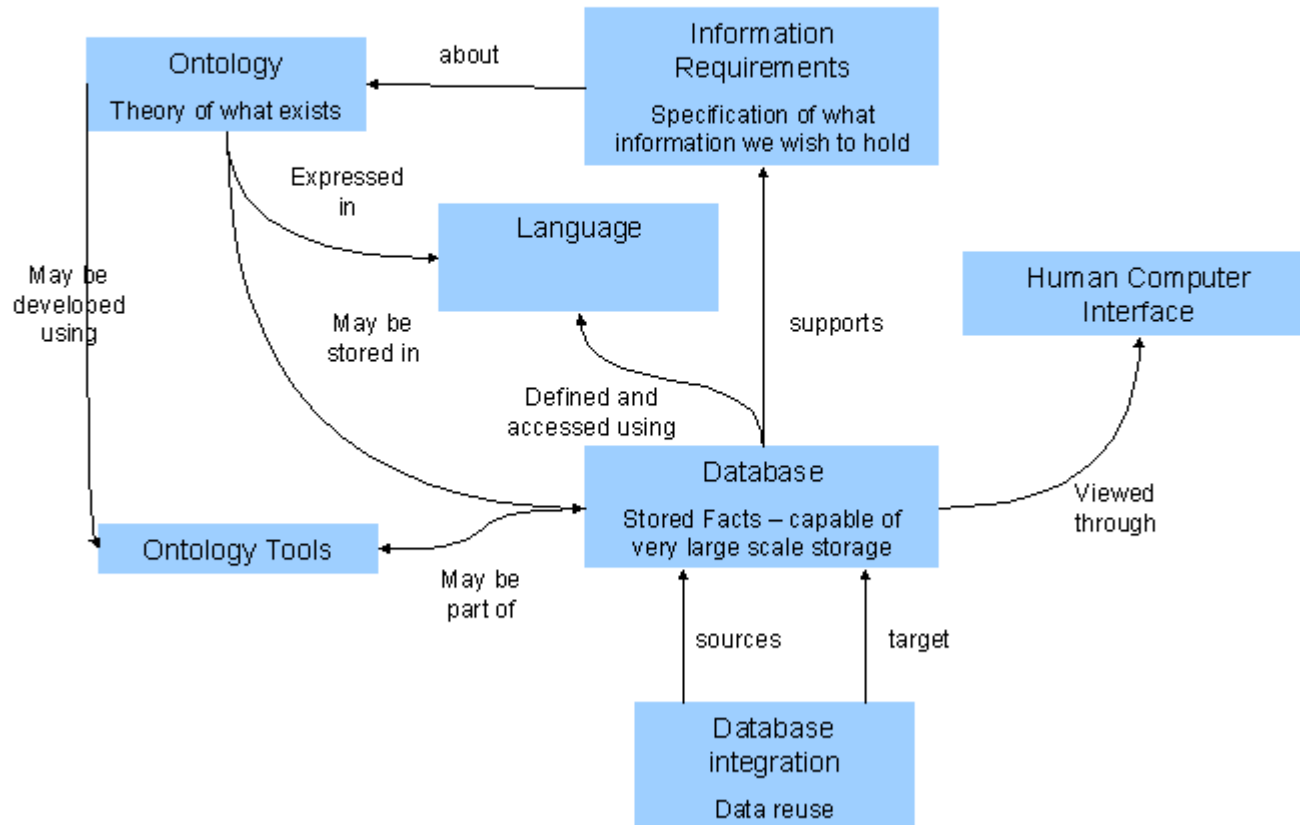 Ontology
Theory of what exists
about
Information
Requirements
Specification of what
information we wish to hold
Expressed
in
Language
May be
developed
using
May be
stored in
supports
Human Computer
Interface
Defined and
accessed using
Database
Stored Facts – capable of
very large scale storage
Viewed
through
Ontology Tools
May be
part of
sources
target
Database
integration
Data reuse